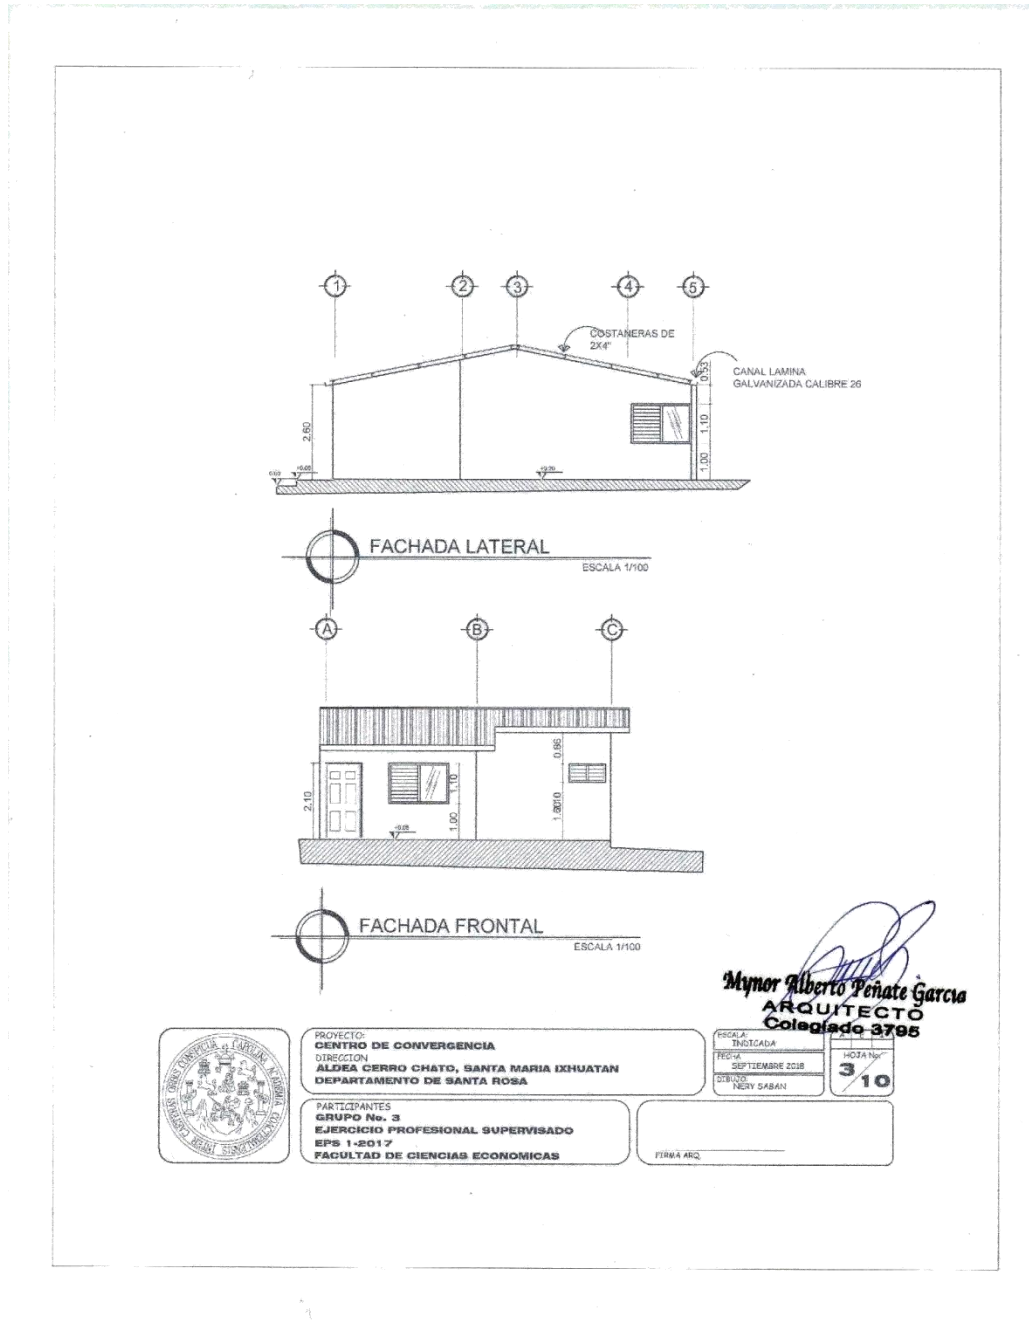 1 2 3 4 5
COSTANERAS DE
2X4"
CANAL LAMINA
GALVANIZADA CALIBRE 26
0.53
2.60
1.10
1.00
0.00
FACHADA LATERAL
ESCALA 1/100
A B C
0.86
2.10
1.10
1.00
+0.05
FACHADA FRONTAL
ESCALA 1/100
Mynor Alberto Peñate Garcia
ARQUITECTO
Colegiado 3795
PROYECTO:
CENTRO DE CONVERGENCIA
DIRECCION
ALDEA CERRO CHATO, SANTA MARIA IXHUATAN
DEPARTAMENTO DE SANTA ROSA
ESCALA:
INDICADA
FECHA
SEPTIEMBRE 2018
DIBUJO:
NERY SABAN
HOJA No.
3/10
PARTICIPANTES
GRUPO No. 3
EJERCICIO PROFESIONAL SUPERVISADO
EPS 1-2017
FACULTAD DE CIENCIAS ECONOMICAS
FIRMA ARQ.